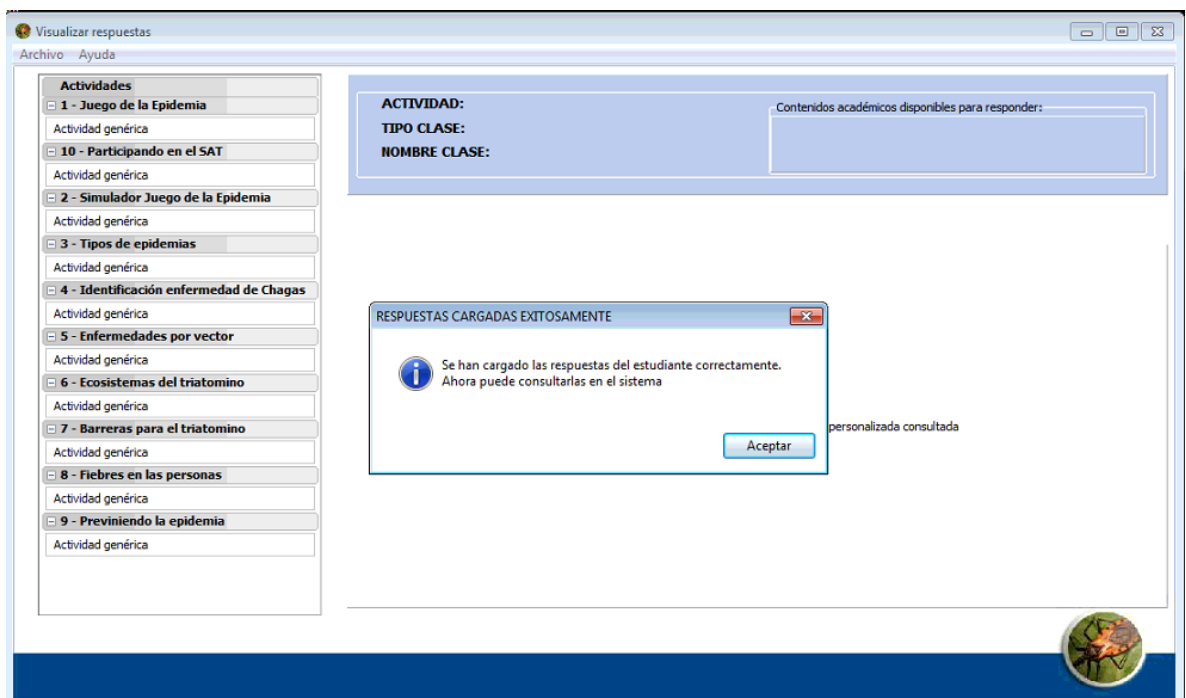 Visualizar respuestas
Archivo Ayuda
Actividades
1 - Juego de la Epidemia
Actividad genérica
10 - Participando en el SAT
Actividad genérica
2 - Simulador Juego de la Epidemia
Actividad genérica
3 - Tipos de epidemias
Actividad genérica
4 - Identificación enfermedad de Chagas
Actividad genérica
5 - Enfermedades por vector
Actividad genérica
6 - Ecosistemas del triatomino
Actividad genérica
7 - Barreras para el triatomino
Actividad genérica
8 - Fiebres en las personas
Actividad genérica
9 - Previniendo la epidemia
Actividad genérica
ACTIVIDAD:
TIPO CLASE:
NOMBRE CLASE:
Contenidos académicos disponibles para responder:
RESPUESTAS CARGADAS EXITOSAMENTE
Se han cargado las respuestas del estudiante correctamente.
Ahora puede consultarlas en el sistema
Aceptar
personalizada consultada